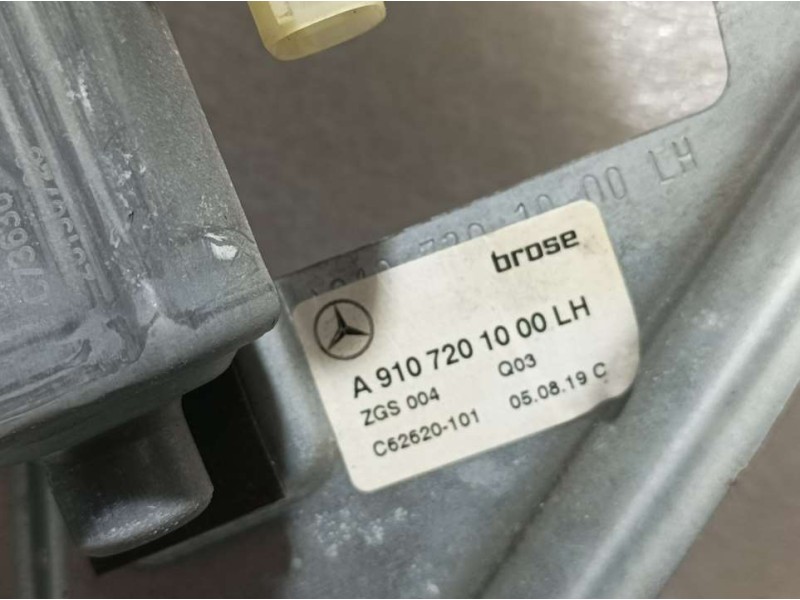 00 LH
brose
A 910 720 10 00 LH
ZGS 004 Q03
C62620-101 05.08.19 C